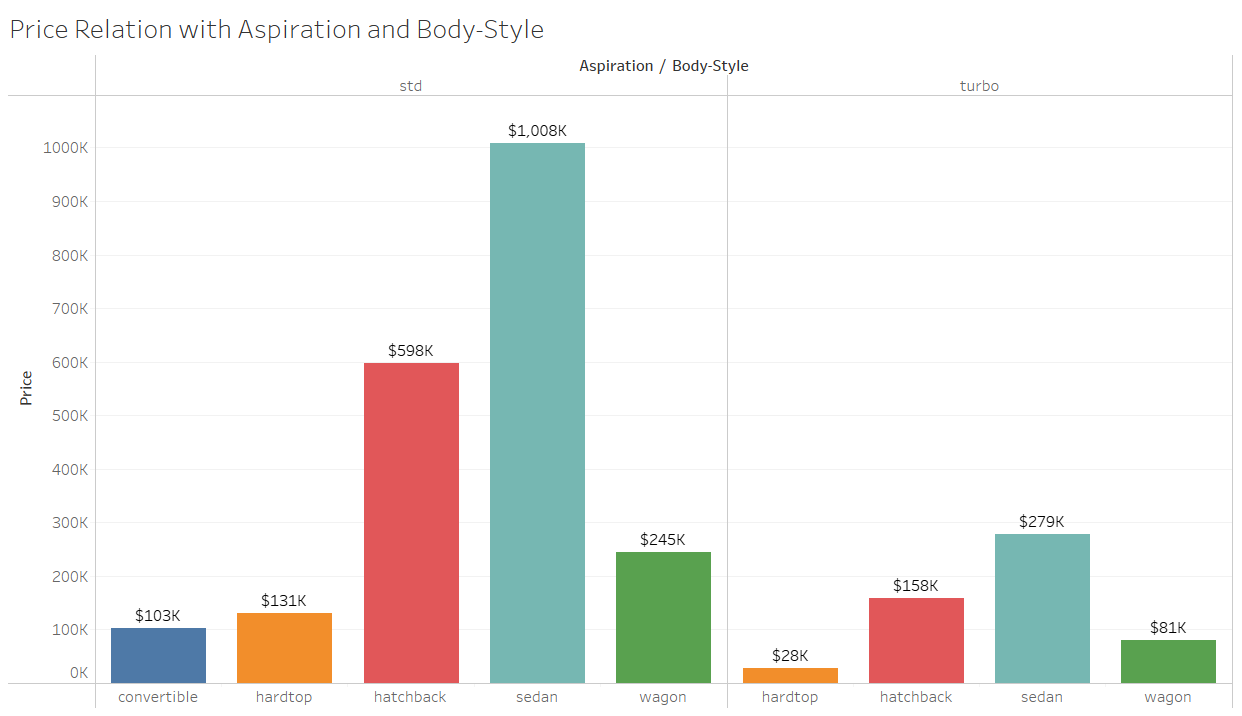 Price Relation with Aspiration and Body-Style
Aspiration / Body-Style
std turbo
Price
1000K
900K
800K
700K
600K
500K
400K
300K
200K
100K
0K
$103K
$131K
$598K
$1,008K
$245K
$28K
$158K
$279K
$81K
convertible hardtop hatchback sedan wagon hardtop hatchback sedan wagon